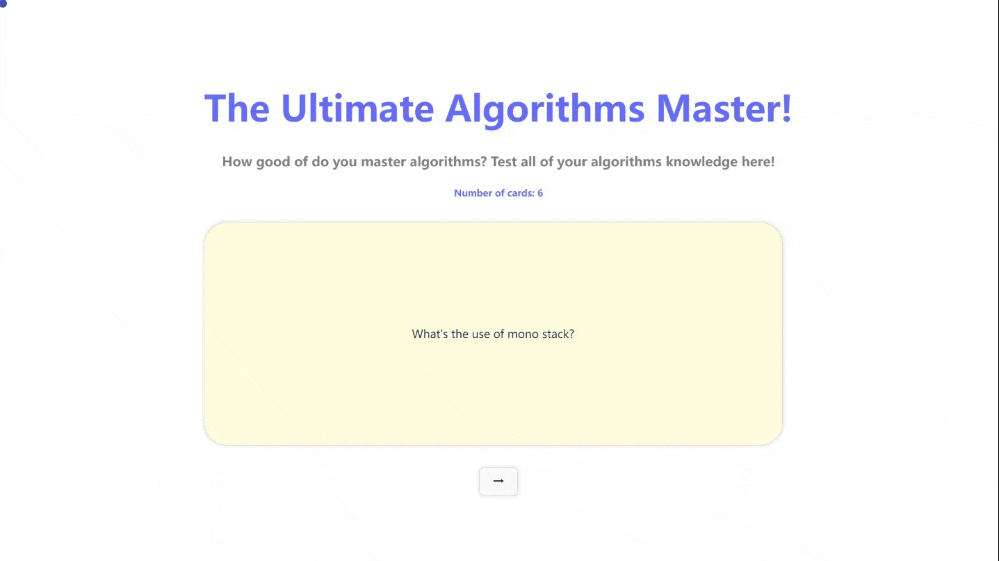 The Ultimate Algorithms Master!
How good of do you master algorithms? Test all of your algorithms knowledge here!
Number of cards: 6
What's the use of mono stack?
→